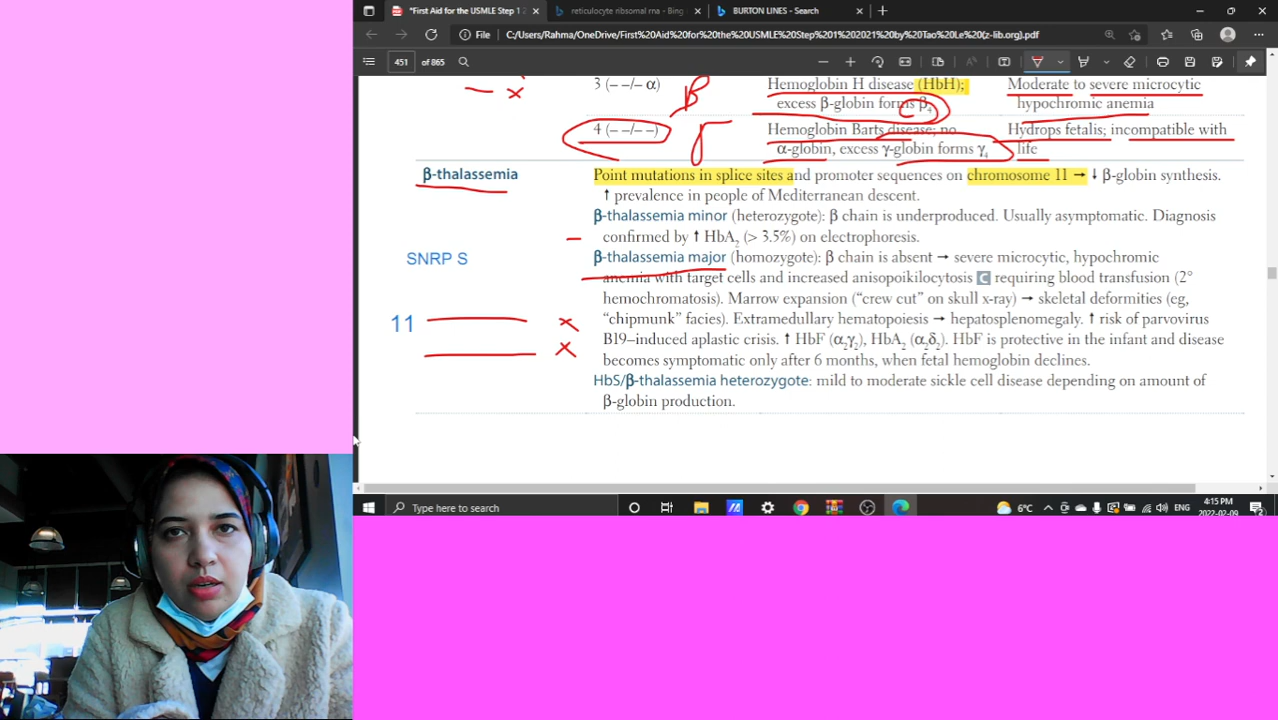 *First Aid for the USMLE Step 1 2
reticulocyte ribsomal rna - Bing
BURTON LINES - Search
File C:/Users/Rahma/OneDrive/First%20Aid%20for%20the%20USMLE%20Step%201%202021%20by%20Tao%20Le%20(z-lib.org).pdf
451 of 865
3 (– –/– α) β Hemoglobin H disease (HbH); Moderate to severe microcytic
– x excess β-globin forms β4 hypochromic anemia
4 (– –/– –) γ Hemoglobin Barts disease; no Hydrops fetalis; incompatible with
α-globin, excess γ-globin forms γ4 life
β-thalassemia Point mutations in splice sites and promoter sequences on chromosome 11 → ↓ β-globin synthesis.
↑ prevalence in people of Mediterranean descent.
β-thalassemia minor (heterozygote): β chain is underproduced. Usually asymptomatic. Diagnosis
confirmed by ↑ HbA2 (> 3.5%) on electrophoresis.
SNRP S β-thalassemia major (homozygote): β chain is absent → severe microcytic, hypochromic
anemia with target cells and increased anisopoikilocytosis C requiring blood transfusion (2°
hemochromatosis). Marrow expansion (“crew cut” on skull x-ray) → skeletal deformities (eg,
11 x “chipmunk” facies). Extramedullary hematopoiesis → hepatosplenomegaly. ↑ risk of parvovirus
x B19–induced aplastic crisis. ↑ HbF (α2γ2), HbA2 (α2δ2). HbF is protective in the infant and disease
becomes symptomatic only after 6 months, when fetal hemoglobin declines.
HbS/β-thalassemia heterozygote: mild to moderate sickle cell disease depending on amount of
β-globin production.
Type here to search
6°C ENG 4:15 PM
2022-02-09